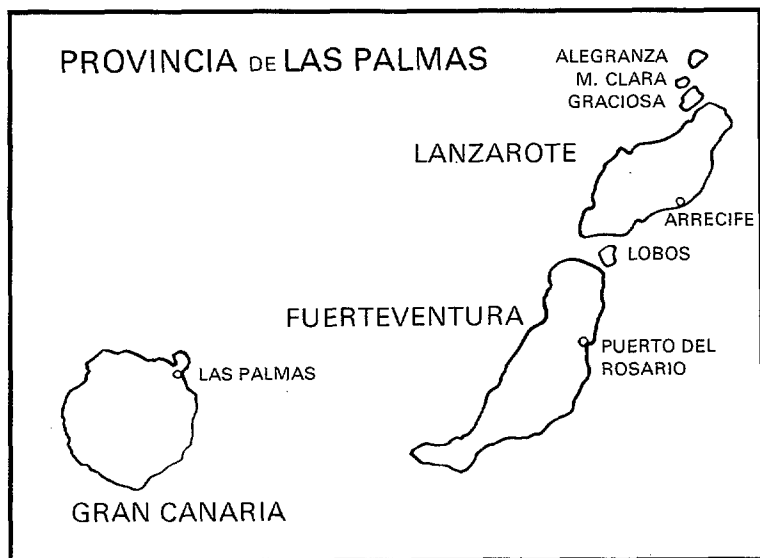 PROVINCIA DE LAS PALMAS
ALEGRANZA
M. CLARA
GRACIOSA
LANZAROTE
ARRECIFE
LOBOS
FUERTEVENTURA
PUERTO DEL
ROSARIO
LAS PALMAS
GRAN CANARIA